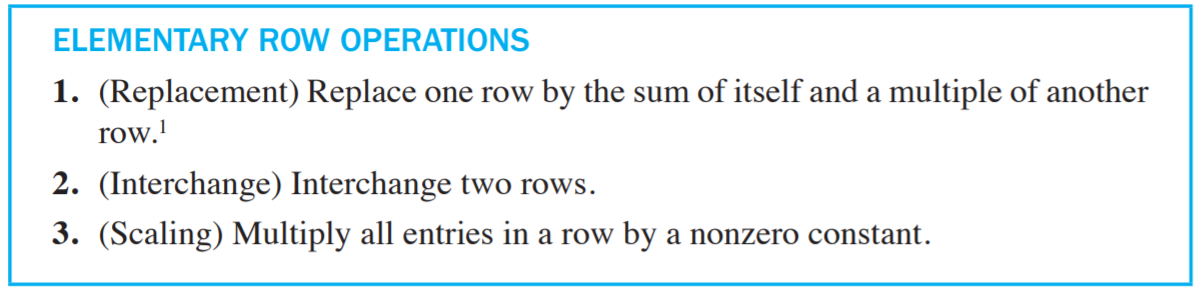 ELEMENTARY ROW OPERATIONS
1. (Replacement) Replace one row by the sum of itself and a multiple of another
row.¹
2. (Interchange) Interchange two rows.
3. (Scaling) Multiply all entries in a row by a nonzero constant.